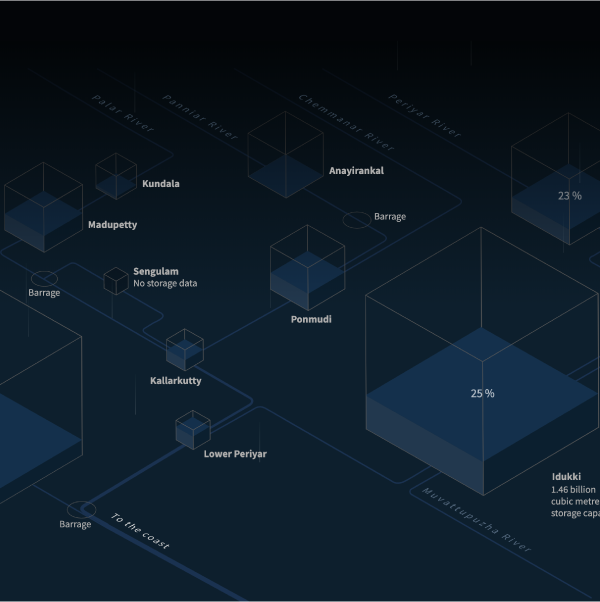 Palar River
Panniar River
Chemmanar River
Periyar River
Anayirankal
Kundala
23 %
Barrage
Madupetty
Sengulam
No storage data
Barrage
Ponmudi
Kallarkutty
25 %
Lower Periyar
Idukki
1.46 billion
cubic metre
storage capa
Muvattupuzha River
To the coast
Barrage